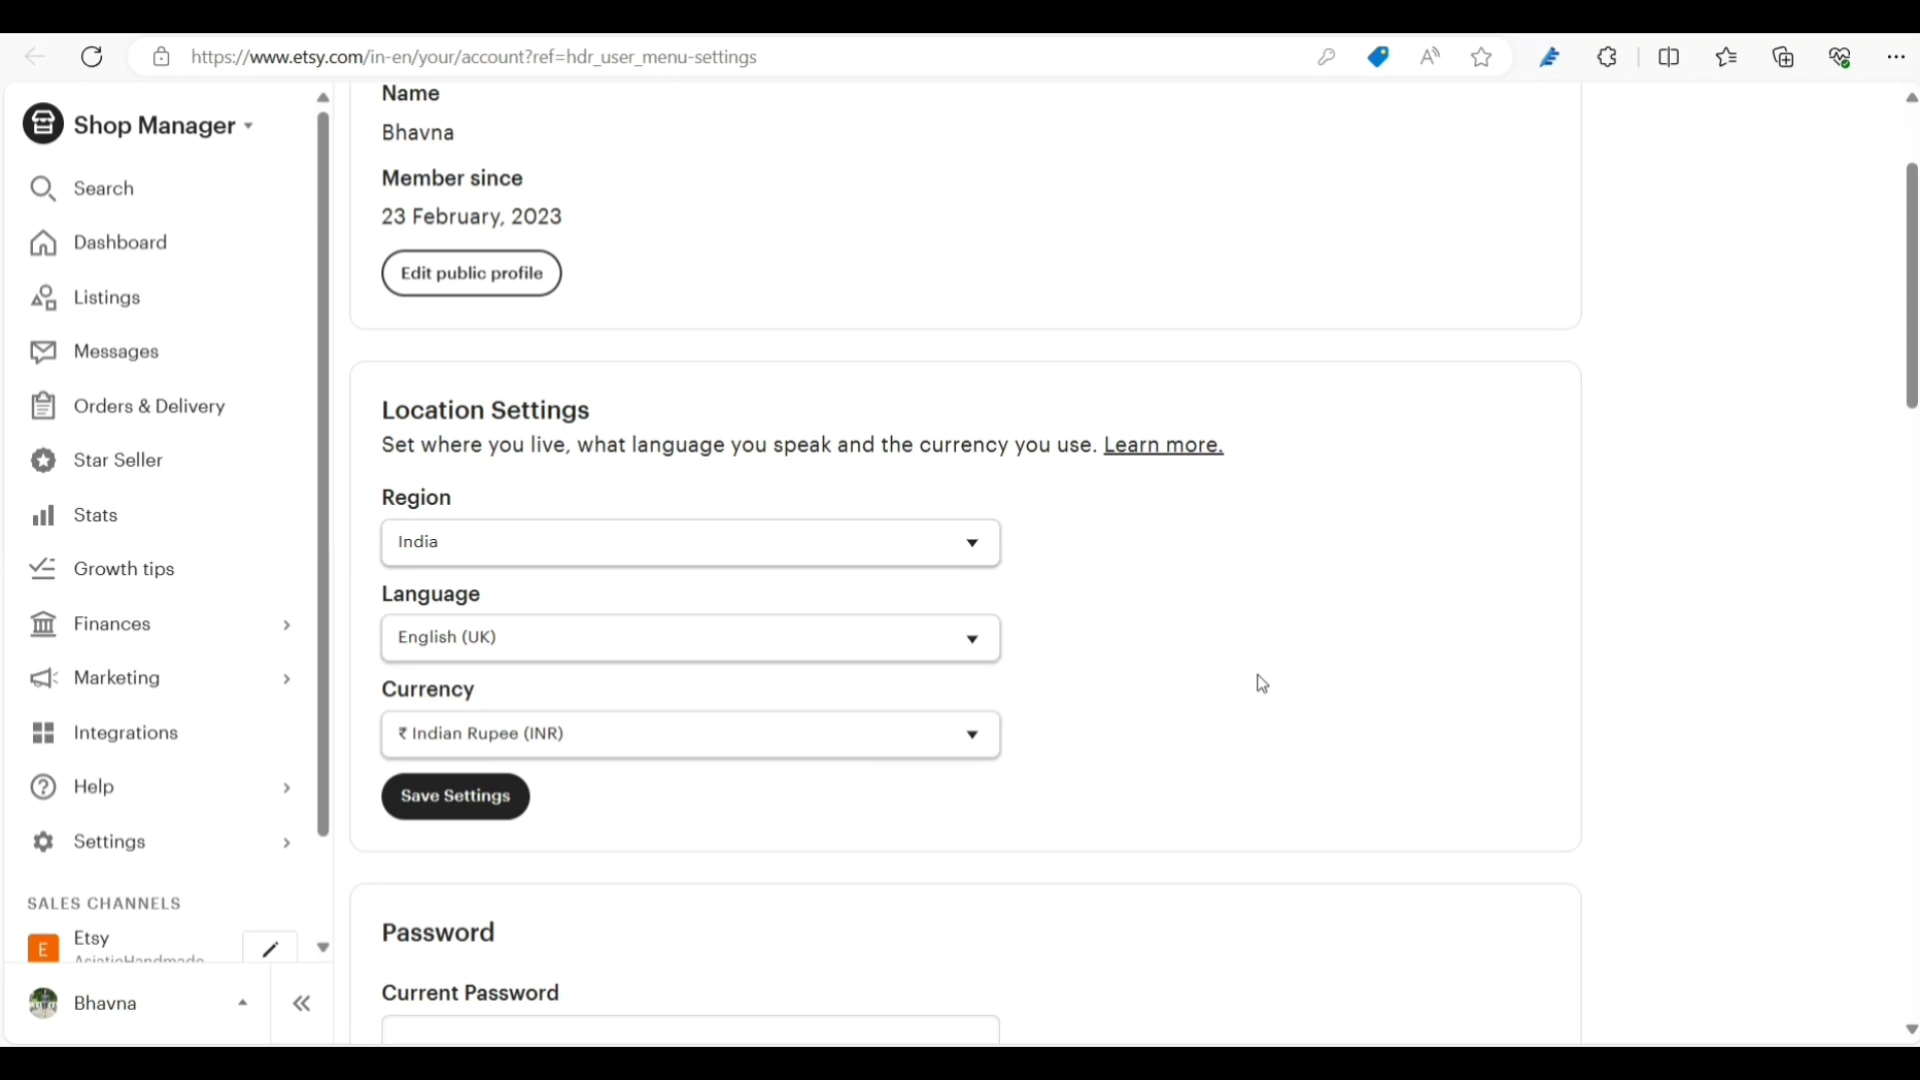 https://www.etsy.com/in-en/your/account?ref=hdr_user_menu-settings
Shop Manager
Search
Dashboard
Listings
Messages
Orders & Delivery
Star Seller
Stats
Growth tips
Finances
Marketing
Integrations
Help
Settings
SALES CHANNELS
E
Etsy
Bhavna
Name
Bhavna
Member since
23 February, 2023
Edit public profile
Location Settings
Set where you live, what language you speak and the currency you use. Learn more.
Region
India
Language
English (UK)
Currency
₹ Indian Rupee (INR)
Save Settings
Password
Current Password